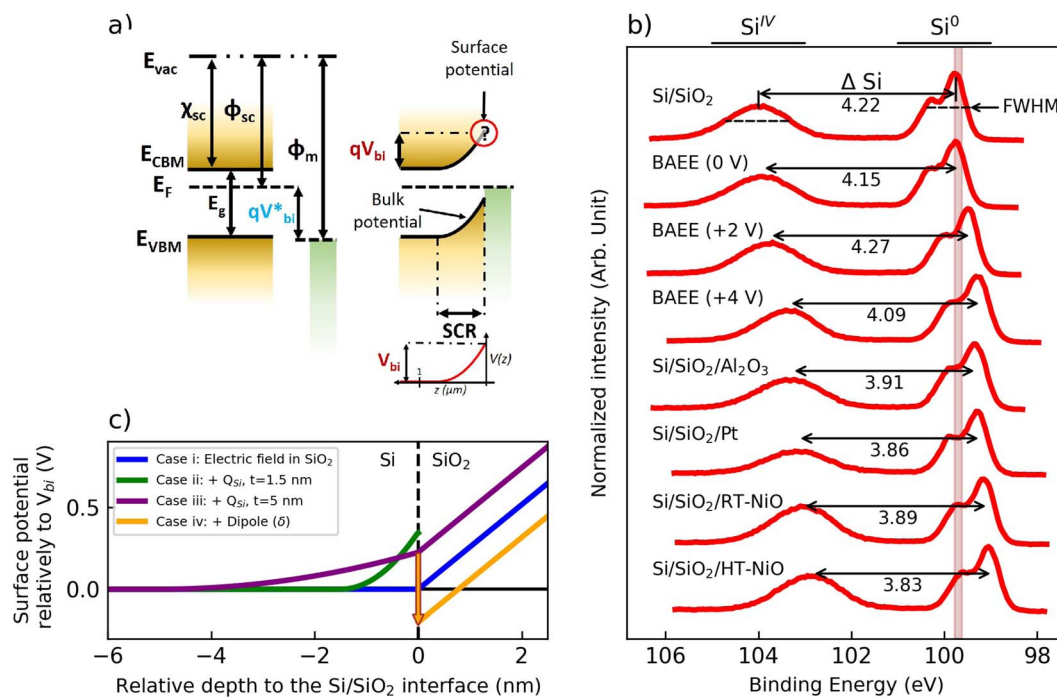 a)
E_vac
χ_sc
ϕ_sc
ϕ_m
E_CBM
E_F
E_g
qV*_bi
E_VBM
Surface
potential
?
qV_bi
Bulk
potential
SCR
V_bi
V(z)
1
z (μm)
b)
Si^IV
Si^0
Si/SiO₂
Δ Si
4.22
FWHM
BAEE (0 V)
4.15
BAEE (+2 V)
4.27
BAEE (+4 V)
4.09
Si/SiO₂/Al₂O₃
3.91
Si/SiO₂/Pt
3.86
Si/SiO₂/RT-NiO
3.89
Si/SiO₂/HT-NiO
3.83
Normalized intensity (Arb. Unit)
106
104
102
100
98
Binding Energy (eV)
c)
Case i: Electric field in SiO₂
Case ii: + Q_Si, t=1.5 nm
Case iii: + Q_Si, t=5 nm
Case iv: + Dipole (δ)
Si
SiO₂
Surface potential
relatively to V_bi (V)
0.5
0.0
−6
−4
−2
0
2
Relative depth to the Si/SiO₂ interface (nm)